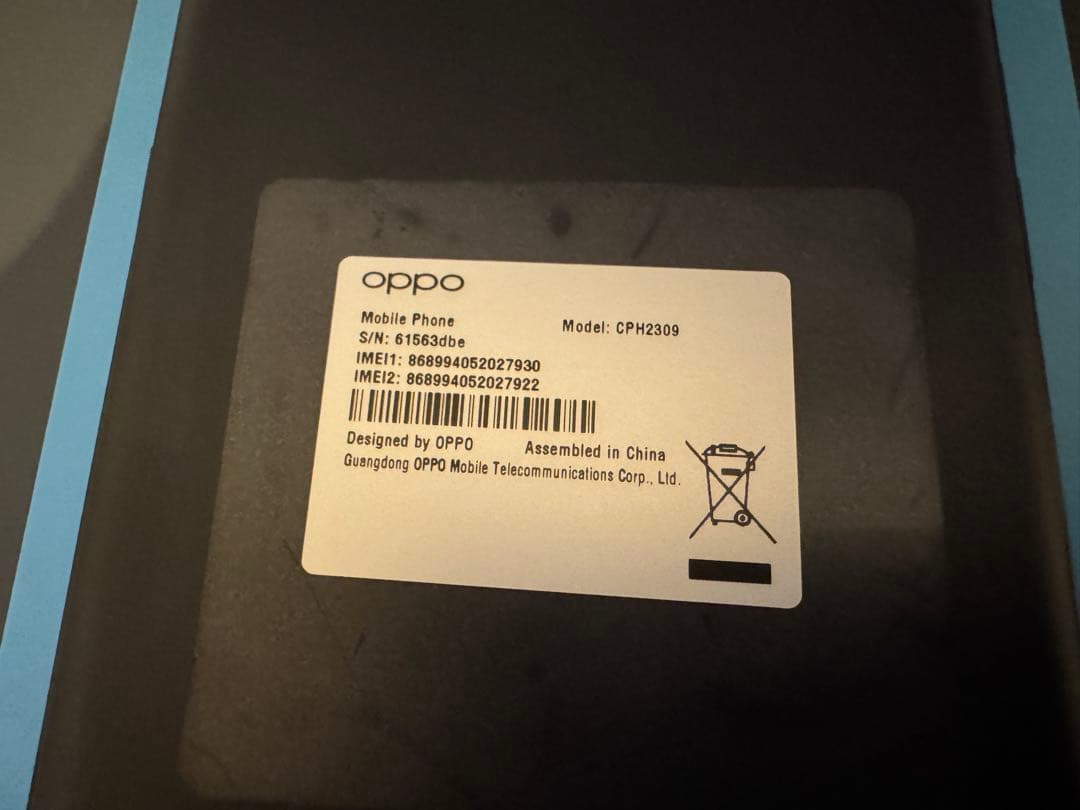 oppo
Mobile Phone Model: CPH2309
S/N: 61563dbe
IMEI1: 868994052027930
IMEI2: 868994052027922
Designed by OPPO Assembled in China
Guangdong OPPO Mobile Telecommunications Corp., Ltd.